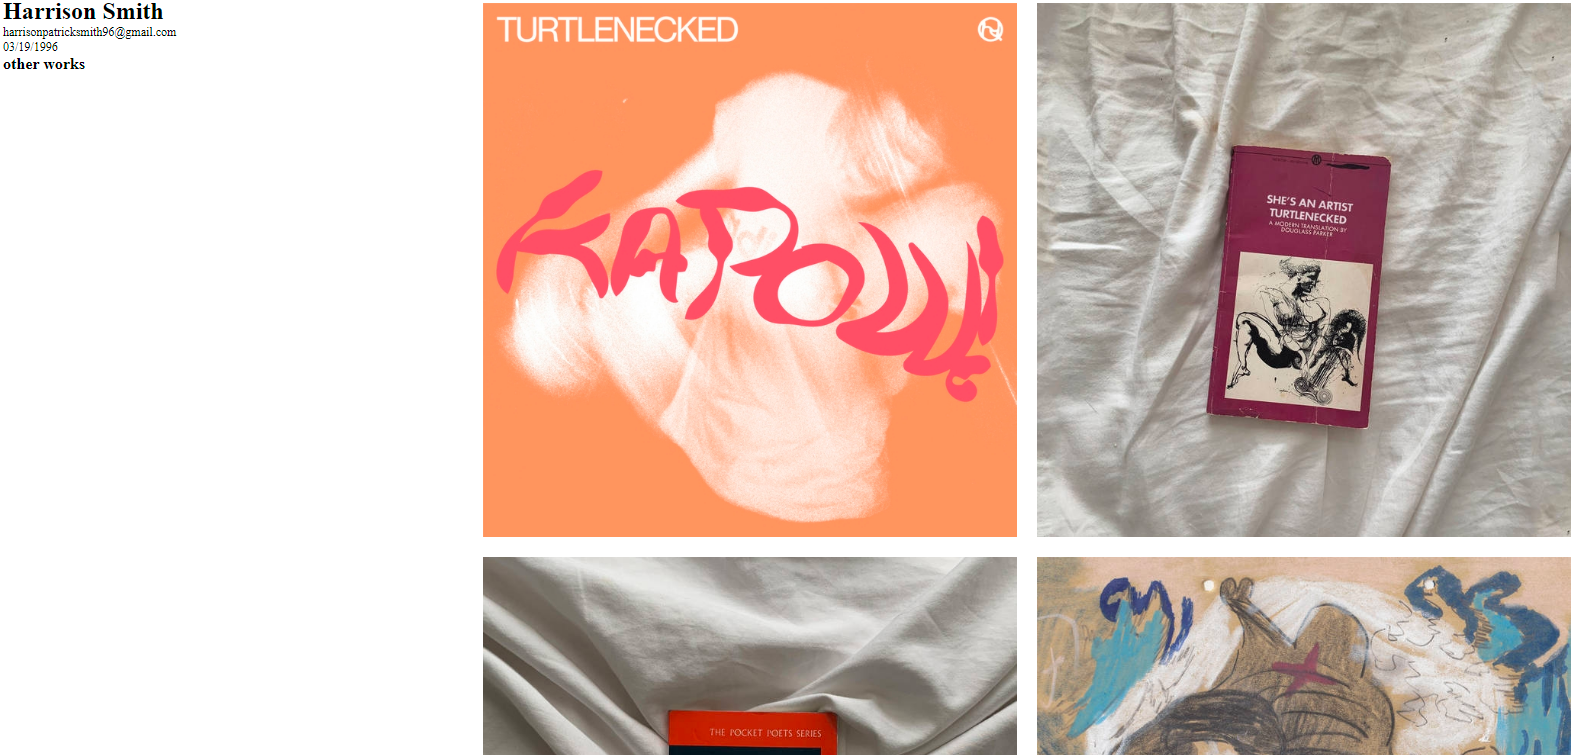 Harrison Smith
harrisonpatricksmith96@gmail.com
03/19/1996
other works
TURTLENECKED
KAPOW!
SHE'S AN ARTIST
TURTLENECKED
A MODERN TRANSLATION BY
DOUGLASS PARKER
THE POCKET POETS SERIES